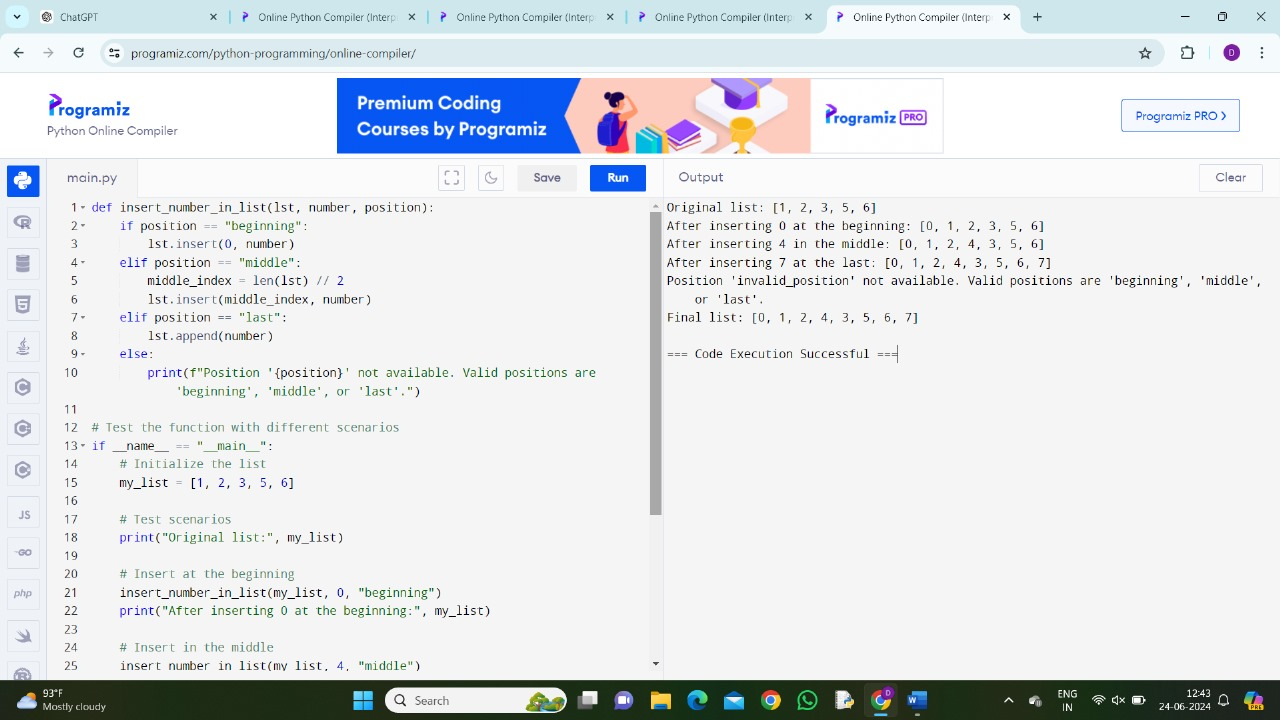 ChatGPT
Online Python Compiler (Interp
Online Python Compiler (Interp
Online Python Compiler (Interp
Online Python Compiler (Interp
programiz.com/python-programming/online-compiler/
D
Programiz
Python Online Compiler
Premium Coding
Courses by Programiz
Programiz PRO
Programiz PRO
main.py
Save
Run
Output
Clear
1 def insert_number_in_list(lst, number, position):
2 if position == "beginning":
3 lst.insert(0, number)
4 elif position == "middle":
5 middle_index = len(lst) // 2
6 lst.insert(middle_index, number)
7 elif position == "last":
8 lst.append(number)
9 else:
10 print(f"Position '{position}' not available. Valid positions are
'beginning', 'middle', or 'last'.")
11
12 # Test the function with different scenarios
13 if __name__ == "__main__":
14 # Initialize the list
15 my_list = [1, 2, 3, 5, 6]
16
17 # Test scenarios
18 print("Original list:", my_list)
19
20 # Insert at the beginning
21 insert_number_in_list(my_list, 0, "beginning")
22 print("After inserting 0 at the beginning:", my_list)
23
24 # Insert in the middle
25 insert_number_in_list(my_list, 4, "middle")
Original list: [1, 2, 3, 5, 6]
After inserting 0 at the beginning: [0, 1, 2, 3, 5, 6]
After inserting 4 in the middle: [0, 1, 2, 4, 3, 5, 6]
After inserting 7 at the last: [0, 1, 2, 4, 3, 5, 6, 7]
Position 'invalid_position' not available. Valid positions are 'beginning', 'middle',
or 'last'.
Final list: [0, 1, 2, 4, 3, 5, 6, 7]
=== Code Execution Successful ===
R
5
C
C
C
JS
GO
php
93°F
Mostly cloudy
Search
D
W
ENG
IN
12:43
24-06-2024
PRE